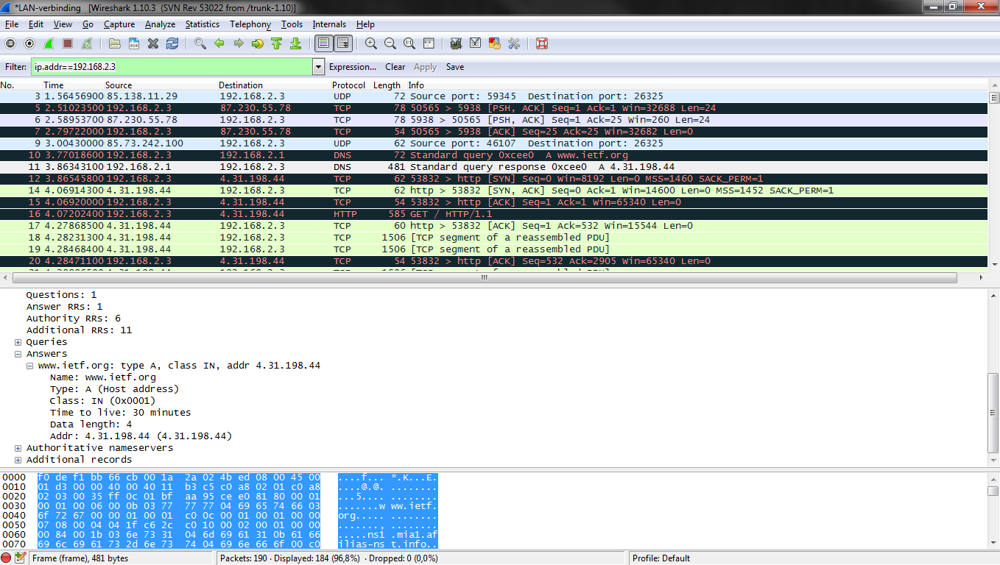 *LAN-verbinding   [Wireshark 1.10.3  (SVN Rev 53022 from /trunk-1.10)]
File Edit View Go Capture Analyze Statistics Telephony Tools Internals Help
Filter: ip.addr==192.168.2.3 Expression... Clear Apply Save
No. Time Source Destination Protocol Length Info
3 1.56456900 85.138.11.29 192.168.2.3 UDP 72 Source port: 59345  Destination port: 26325
5 2.51023500 192.168.2.3 87.230.55.78 TCP 78 50565 > 5938 [PSH, ACK] Seq=1 Ack=1 Win=32688 Len=24
6 2.58953700 87.230.55.78 192.168.2.3 TCP 78 5938 > 50565 [PSH, ACK] Seq=1 Ack=25 Win=260 Len=24
7 2.79722000 192.168.2.3 87.230.55.78 TCP 54 50565 > 5938 [ACK] Seq=25 Ack=25 Win=32682 Len=0
9 3.00430000 85.73.242.100 192.168.2.3 UDP 62 Source port: 46107  Destination port: 26325
10 3.77018600 192.168.2.3 192.168.2.1 DNS 72 Standard query 0xcee0  A www.ietf.org
11 3.86343100 192.168.2.1 192.168.2.3 DNS 481 Standard query response 0xcee0  A 4.31.198.44
12 3.86545800 192.168.2.3 4.31.198.44 TCP 62 53832 > http [SYN] Seq=0 Win=8192 Len=0 MSS=1460 SACK_PERM=1
14 4.06914300 4.31.198.44 192.168.2.3 TCP 62 http > 53832 [SYN, ACK] Seq=0 Ack=1 Win=14600 Len=0 MSS=1452 SACK_PERM=1
15 4.06920000 192.168.2.3 4.31.198.44 TCP 54 53832 > http [ACK] Seq=1 Ack=1 Win=65340 Len=0
16 4.07202400 192.168.2.3 4.31.198.44 HTTP 585 GET / HTTP/1.1
17 4.27868500 4.31.198.44 192.168.2.3 TCP 60 http > 53832 [ACK] Seq=1 Ack=532 Win=15544 Len=0
18 4.28231300 4.31.198.44 192.168.2.3 TCP 1506 [TCP segment of a reassembled PDU]
19 4.28468400 4.31.198.44 192.168.2.3 TCP 1506 [TCP segment of a reassembled PDU]
20 4.28471100 192.168.2.3 4.31.198.44 TCP 54 53832 > http [ACK] Seq=532 Ack=2905 Win=65340 Len=0
Questions: 1
Answer RRs: 1
Authority RRs: 6
Additional RRs: 11
Queries
Answers
www.ietf.org: type A, class IN, addr 4.31.198.44
Name: www.ietf.org
Type: A (Host address)
Class: IN (0x0001)
Time to live: 30 minutes
Data length: 4
Addr: 4.31.198.44 (4.31.198.44)
Authoritative nameservers
Additional records
0000 f0 de f1 bb 66 cb 00 1a 2a 02 4b ed 08 00 45 00 ....f... *.K...E.
0010 01 d3 00 00 40 00 40 11 b3 c5 c0 a8 02 01 c0 a8 ....@.@. ........
0020 02 03 00 35 ff 0c 01 bf aa 95 ce e0 81 80 00 01 ...5.... ........
0030 00 01 00 06 00 0b 03 77 77 77 04 69 65 74 66 03 .......w ww.ietf.
0040 6f 72 67 00 00 01 00 01 c0 0c 00 01 00 01 00 00 org..... ........
0050 07 08 00 04 04 1f c6 2c c0 10 00 02 00 01 00 00 ......., ........
0060 00 84 00 1b 03 6e 73 31 04 6d 69 61 31 0b 61 66 .....ns1 .mia1.af
0070 69 6c 69 61 73 2d 6e 73 74 04 69 6e 66 6f 00 c0 ilias-ns t.info..
Frame (frame), 481 bytes Packets: 190 · Displayed: 184 (96,8%) · Dropped: 0 (0,0%) Profile: Default